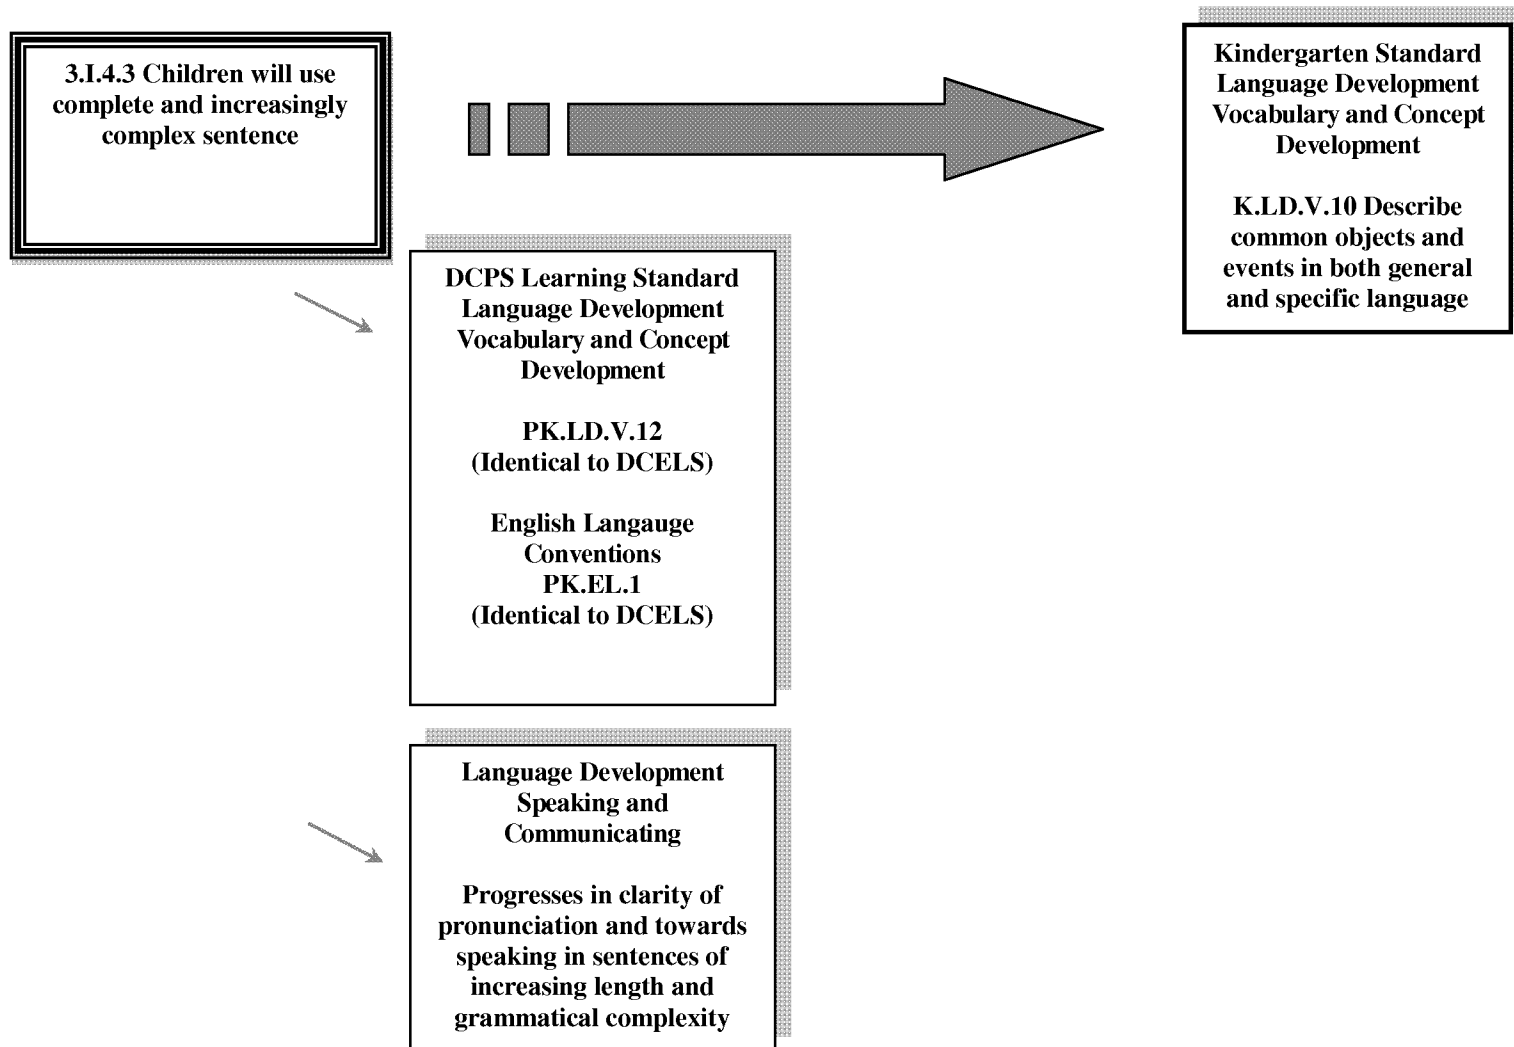 3.I.4.3 Children will use
complete and increasingly
complex sentence
Kindergarten Standard
Language Development
Vocabulary and Concept
Development
K.LD.V.10 Describe
common objects and
events in both general
and specific language
DCPS Learning Standard
Language Development
Vocabulary and Concept
Development
PK.LD.V.12
(Identical to DCELS)
English Langauge
Conventions
PK.EL.1
(Identical to DCELS)
Language Development
Speaking and
Communicating
Progresses in clarity of
pronunciation and towards
speaking in sentences of
increasing length and
grammatical complexity